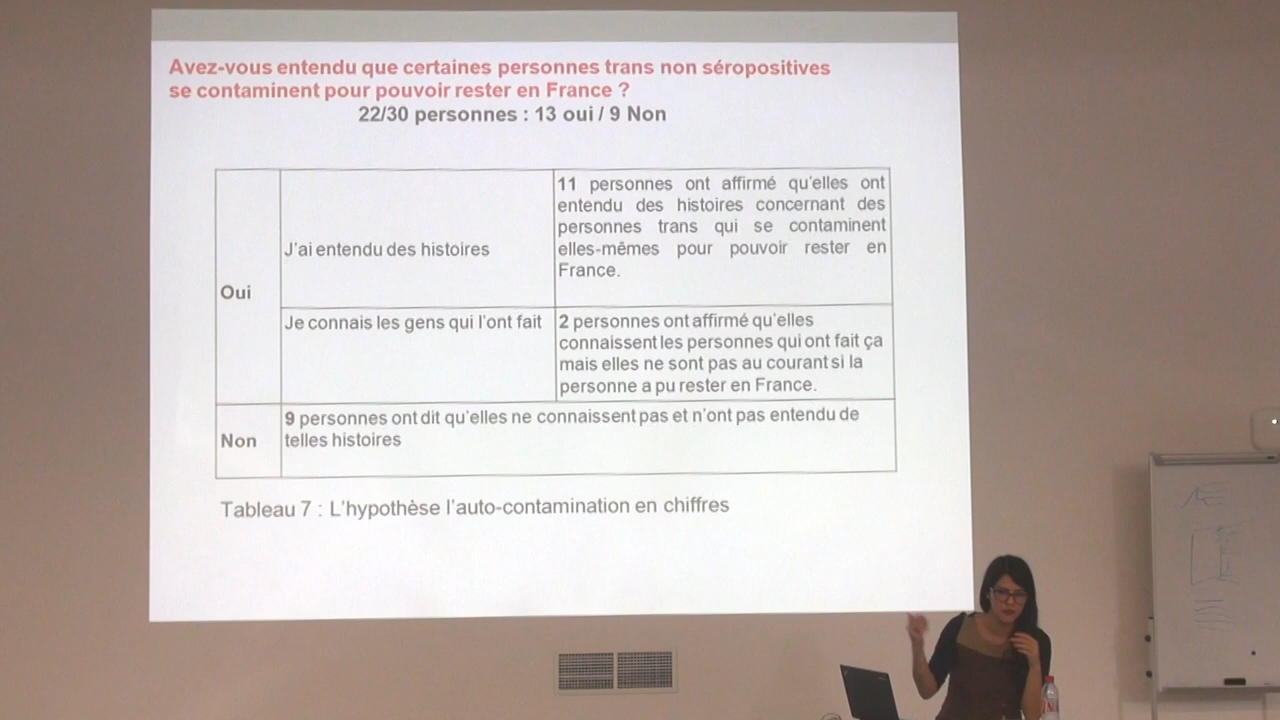 Avez-vous entendu que certaines personnes trans non séropositives
se contaminent pour pouvoir rester en France ?
22/30 personnes : 13 oui / 9 Non
Oui
J'ai entendu des histoires
11 personnes ont affirmé qu'elles ont
entendu des histoires concernant des
personnes trans qui se contaminent
elles-mêmes pour pouvoir rester en
France.
Je connais les gens qui l'ont fait
2 personnes ont affirmé qu'elles
connaissent les personnes qui ont fait ça
mais elles ne sont pas au courant si la
personne a pu rester en France.
Non
9 personnes ont dit qu'elles ne connaissent pas et n'ont pas entendu de
telles histoires
Tableau 7 : L'hypothèse l'auto-contamination en chiffres